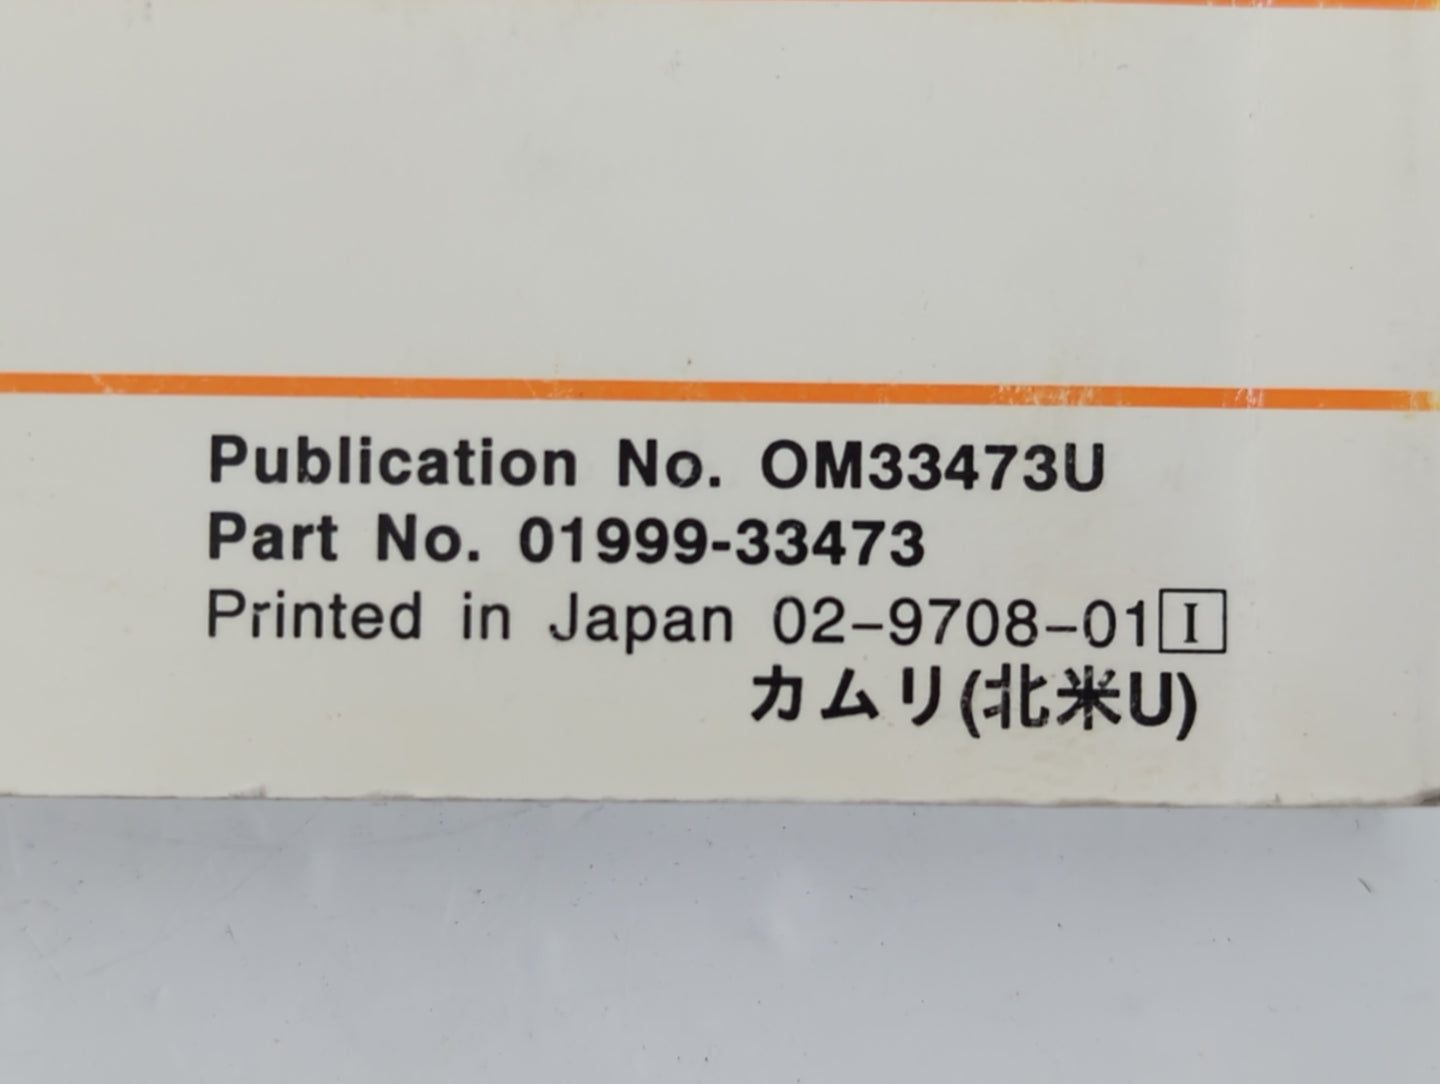 Publication No. OM33473U
Part No. 01999-33473
Printed in Japan 02-9708-01 I
カムリ(北米U)